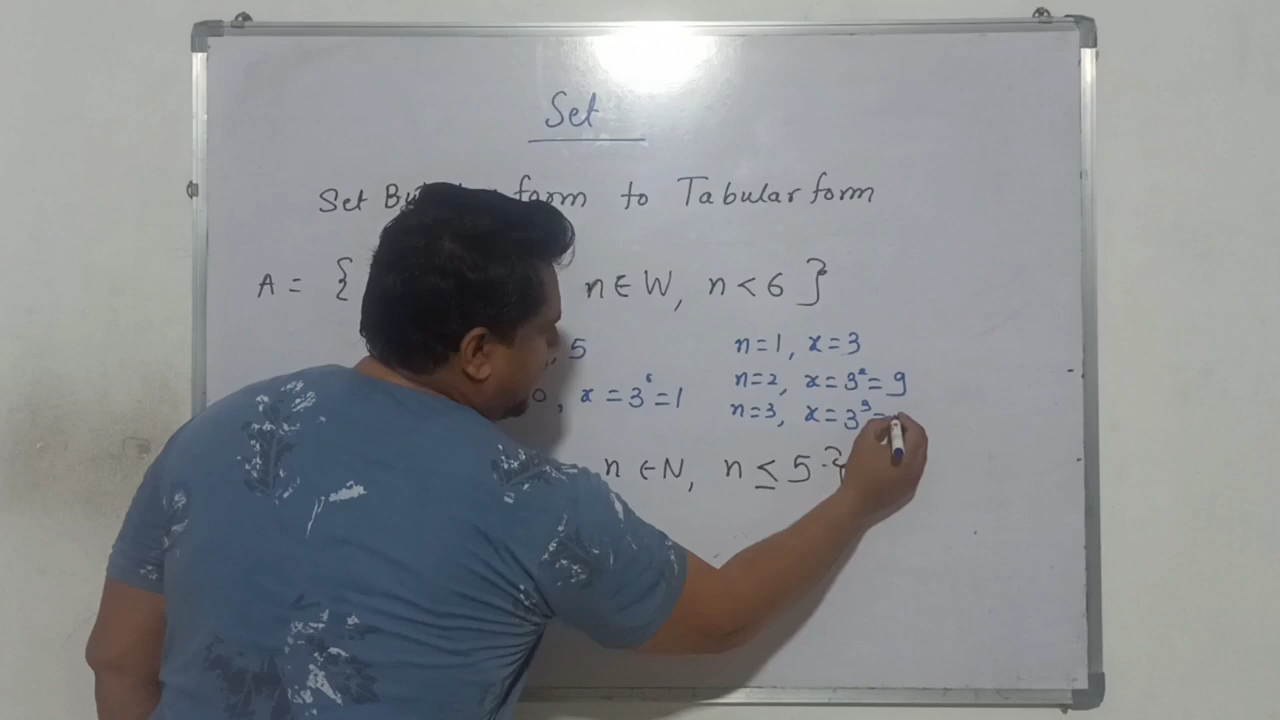 Set
Set form to Tabular form
A = { n ∈ W, n < 6 }
5 n=1, x=3
n=2, x=3²=9
0, x=3⁰=1 n=3, x=3³=
n ∈ N, n ≤ 5 }